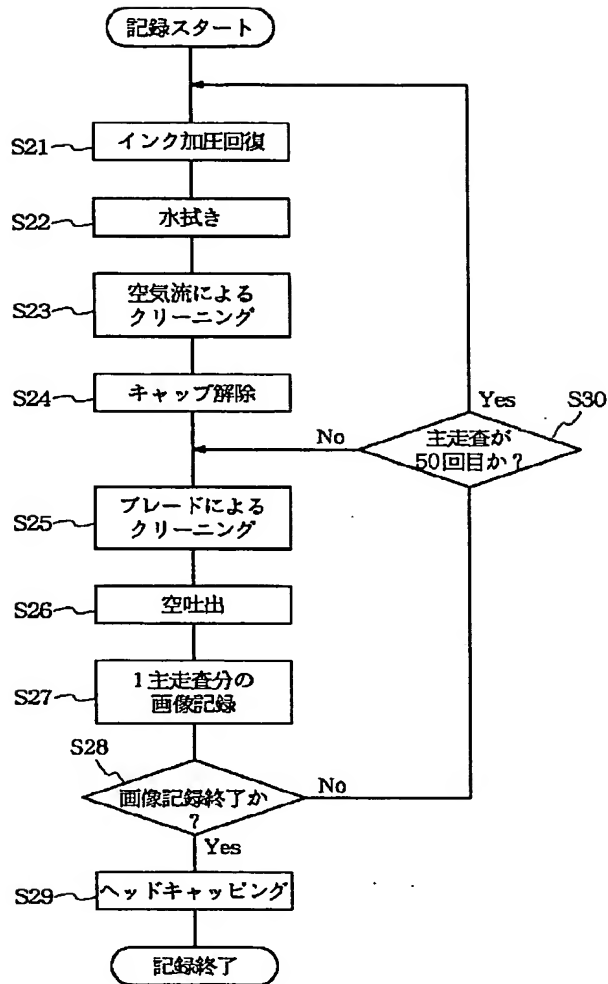 記録スタート
S21
インク加圧回復
S22
水拭き
S23
空気流による
クリーニング
S24
キャップ解除
Yes
S30
No
主走査が
50回目か？
S25
ブレードによる
クリーニング
S26
空吐出
S27
1主走査分の
画像記録
S28
画像記録終了か
？
No
Yes
S29
ヘッドキャッピング
記録終了